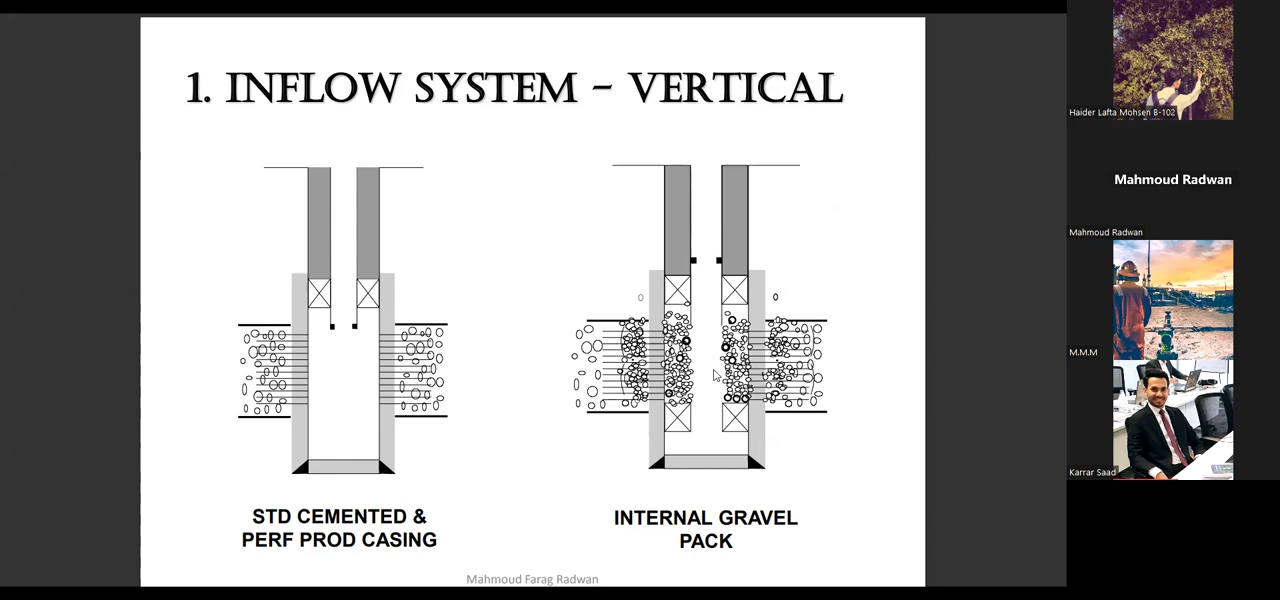 1. INFLOW SYSTEM – VERTICAL
STD CEMENTED &
PERF PROD CASING
INTERNAL GRAVEL
PACK
Mahmoud Farag Radwan
Haider Lafta Mohsen B-102
Mahmoud Radwan
Mahmoud Radwan
M.M.M
Karrar Saad